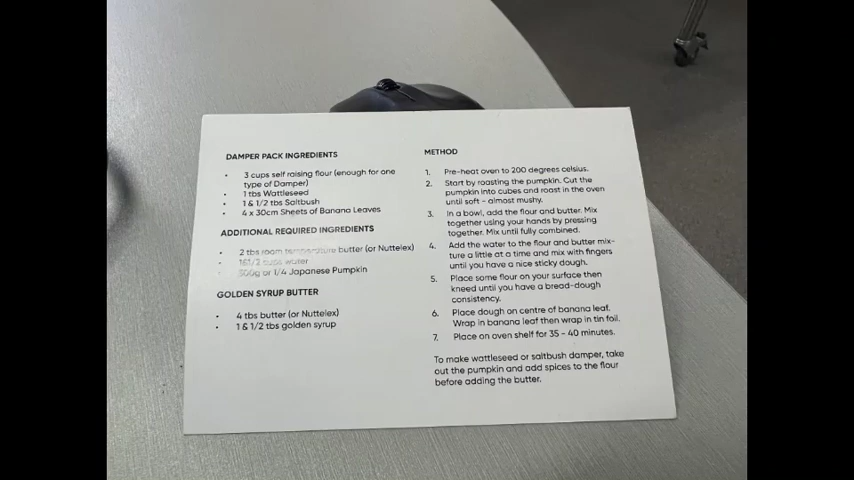 DAMPER PACK INGREDIENTS
• 3 cups self raising flour (enough for one
type of Damper)
• 1 tbs Wattleseed
• 1 & 1/2 tbs Saltbush
• 4 x 30cm Sheets of Banana Leaves
ADDITIONAL REQUIRED INGREDIENTS
• 2 tbs room temperature butter (or Nuttelex)
• 1&1/2 cups water
• 500g or 1/4 Japanese Pumpkin
GOLDEN SYRUP BUTTER
• 4 tbs butter (or Nuttelex)
• 1 & 1/2 tbs golden syrup
METHOD
1. Pre-heat oven to 200 degrees celsius.
2. Start by roasting the pumpkin. Cut the
pumpkin into cubes and roast in the oven
until soft - almost mushy.
3. In a bowl, add the flour and butter. Mix
together using your hands by pressing
together. Mix until fully combined.
4. Add the water to the flour and butter mix-
ture a little at a time and mix with fingers
until you have a nice sticky dough.
5. Place some flour on your surface then
kneed until you have a bread-dough
consistency.
6. Place dough on centre of banana leaf.
Wrap in banana leaf then wrap in tin foil.
7. Place on oven shelf for 35 - 40 minutes.
To make wattleseed or saltbush damper, take
out the pumpkin and add spices to the flour
before adding the butter.